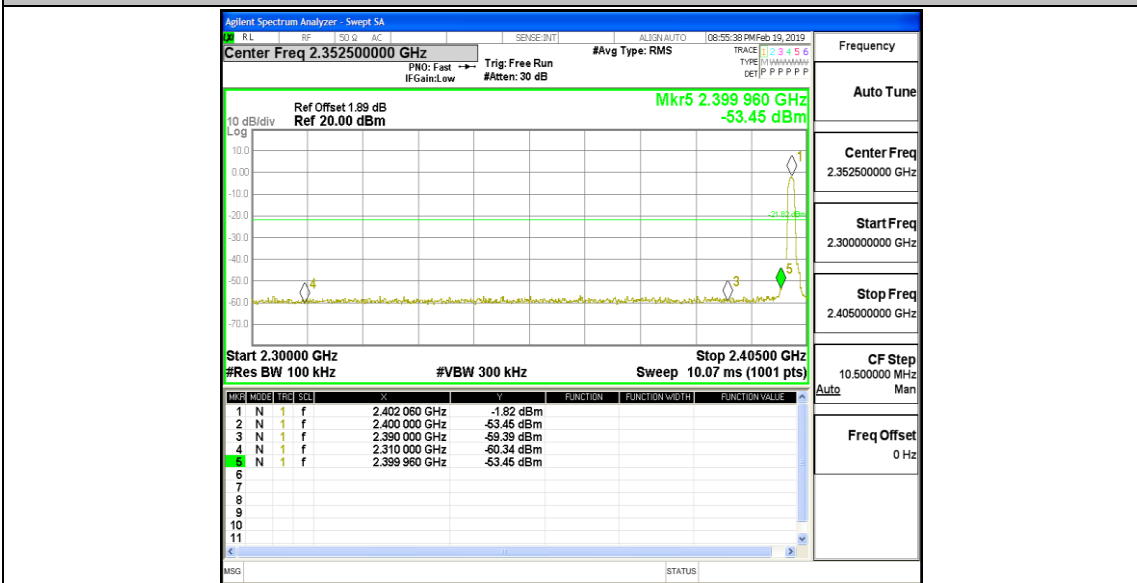 Agilent Spectrum Analyzer - Swept SA
RL RF 50 Ω AC SENSE:INT ALIGN AUTO 08:55:38 PM Feb 19, 2019
Center Freq 2.352500000 GHz #Avg Type: RMS TRACE 1 2 3 4 5 6
PNO: Fast Trig: Free Run TYPE M WWWWW
IFGain:Low #Atten: 30 dB DET P P P P P P
Frequency
Auto Tune
Center Freq
2.352500000 GHz
Start Freq
2.300000000 GHz
Stop Freq
2.405000000 GHz
CF Step
10.500000 MHz
Auto Man
Freq Offset
0 Hz
Mkr5 2.399 960 GHz
-53.45 dBm
Ref Offset 1.89 dB
10 dB/div Ref 20.00 dBm
Log
10.0
0.00
-10.0
-20.0
-30.0
-40.0
-50.0
-60.0
-70.0
1
-21.82 dBm
5
3
4
Start 2.30000 GHz Stop 2.40500 GHz
#Res BW 100 kHz #VBW 300 kHz Sweep 10.07 ms (1001 pts)
MKR MODE TRC SCL X Y FUNCTION FUNCTION WIDTH FUNCTION VALUE
1 N 1 f 2.402 060 GHz -1.82 dBm
2 N 1 f 2.400 000 GHz -53.45 dBm
3 N 1 f 2.390 000 GHz -59.39 dBm
4 N 1 f 2.310 000 GHz -60.34 dBm
5 N 1 f 2.399 960 GHz -53.45 dBm
6
7
8
9
10
11
MSG STATUS